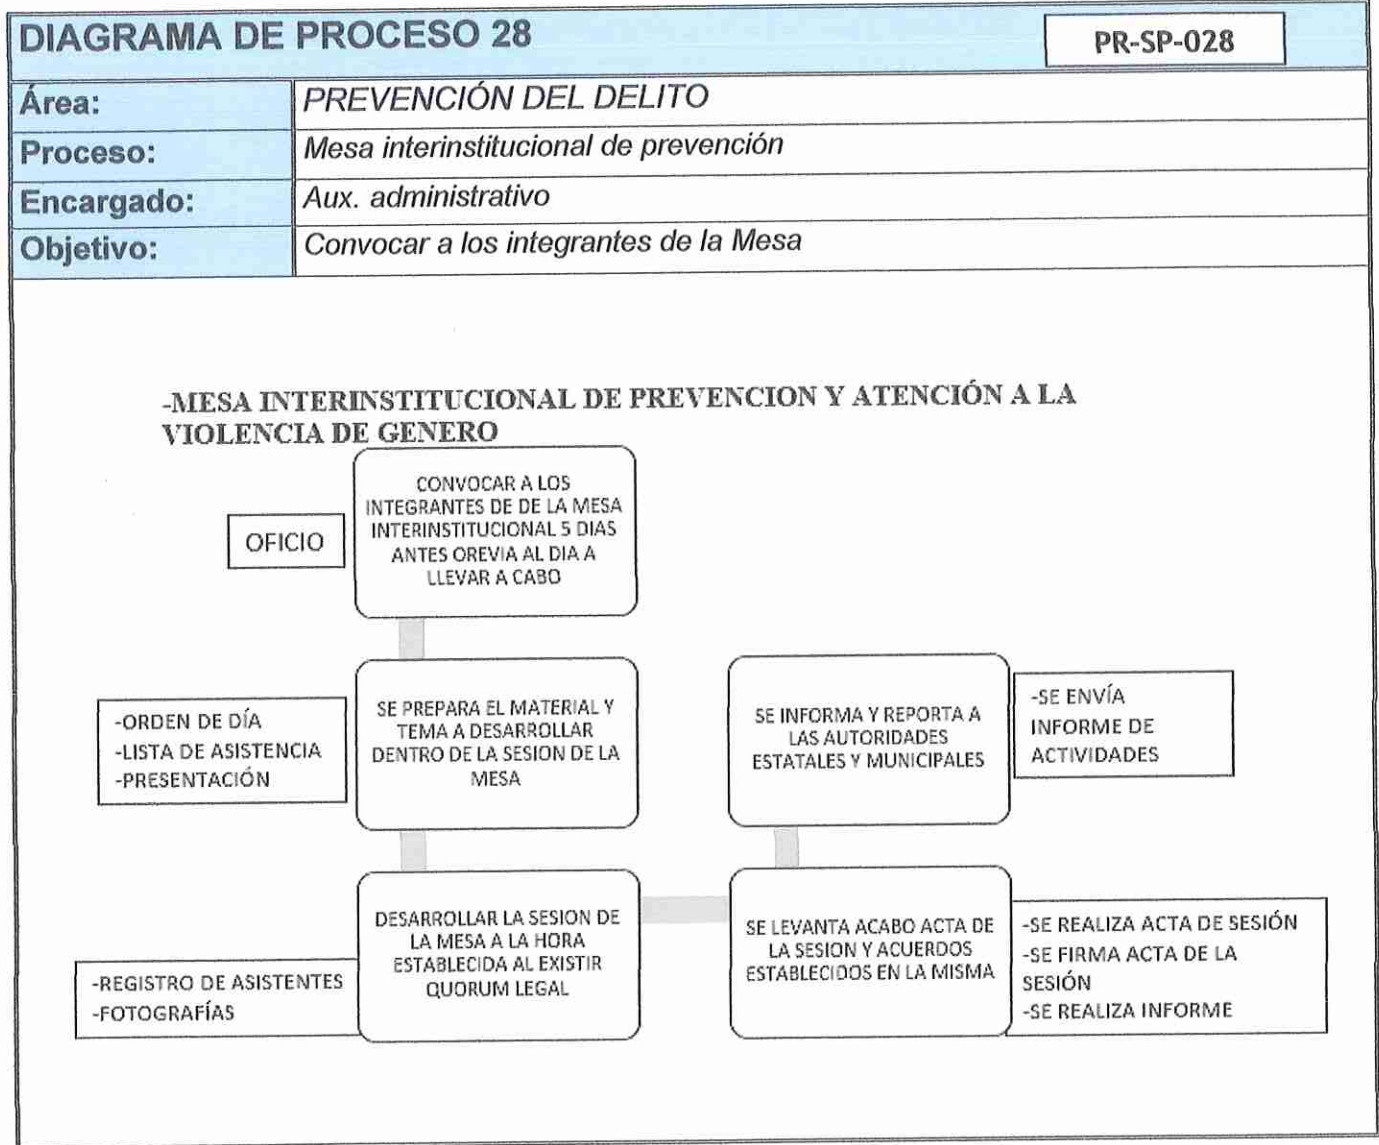 DIAGRAMA DE PROCESO 28
PR-SP-028
Área:
PREVENCIÓN DEL DELITO
Proceso:
Mesa interinstitucional de prevención
Encargado:
Aux. administrativo
Objetivo:
Convocar a los integrantes de la Mesa
-MESA INTERINSTITUCIONAL DE PREVENCION Y ATENCIÓN A LA
VIOLENCIA DE GENERO
OFICIO
CONVOCAR A LOS
INTEGRANTES DE DE LA MESA
INTERINSTITUCIONAL 5 DIAS
ANTES OREVIA AL DIA A
LLEVAR A CABO
-ORDEN DE DÍA
-LISTA DE ASISTENCIA
-PRESENTACIÓN
SE PREPARA EL MATERIAL Y
TEMA A DESARROLLAR
DENTRO DE LA SESION DE LA
MESA
-REGISTRO DE ASISTENTES
-FOTOGRAFÍAS
DESARROLLAR LA SESION DE
LA MESA A LA HORA
ESTABLECIDA AL EXISTIR
QUORUM LEGAL
SE LEVANTA ACABO ACTA DE
LA SESION Y ACUERDOS
ESTABLECIDOS EN LA MISMA
-SE REALIZA ACTA DE SESIÓN
-SE FIRMA ACTA DE LA
SESIÓN
-SE REALIZA INFORME
SE INFORMA Y REPORTA A
LAS AUTORIDADES
ESTATALES Y MUNICIPALES
-SE ENVÍA
INFORME DE
ACTIVIDADES